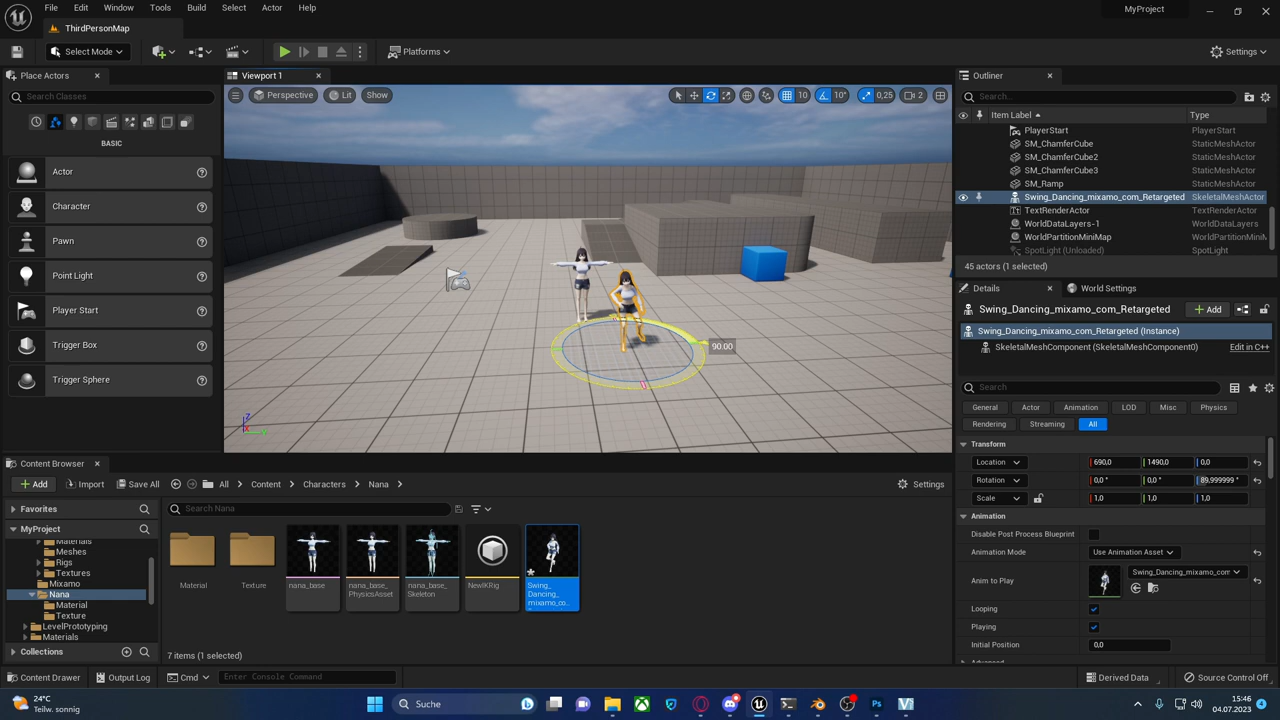 File Edit Window Tools Build Select Actor Help
MyProject
ThirdPersonMap
Select Mode
Platforms
Settings
Place Actors
Search Classes
BASIC
Actor
Character
Pawn
Point Light
Player Start
Trigger Box
Trigger Sphere
Viewport 1
Perspective Lit Show
10 10° 0,25 2
90.00
Z
X
Y
Outliner
Search...
Item Label Type
PlayerStart PlayerStart
SM_ChamferCube StaticMeshActor
SM_ChamferCube2 StaticMeshActor
SM_ChamferCube3 StaticMeshActor
SM_Ramp StaticMeshActor
Swing_Dancing_mixamo_com_Retargeted SkeletalMeshActor
TextRenderActor TextRenderActor
WorldDataLayers-1 WorldDataLayers
WorldPartitionMiniMap WorldPartitionMiniM
SpotLight (Unloaded) SpotLight
45 actors (1 selected)
Details World Settings
Swing_Dancing_mixamo_com_Retargeted Add
Swing_Dancing_mixamo_com_Retargeted (Instance)
SkeletalMeshComponent (SkeletalMeshComponent0) Edit in C++
Search
General Actor Animation LOD Misc Physics
Rendering Streaming All
Transform
Location 690,0 1490,0 0,0
Rotation 0,0 ° 0,0 ° 89,999999 °
Scale 1,0 1,0 1,0
Animation
Disable Post Process Blueprint
Animation Mode Use Animation Asset
Anim to Play Swing_Dancing_mixamo_com
Looping
Playing
Initial Position 0,0
Advanced
Content Browser
Add Import Save All All Content Characters Nana Settings
Favorites
MyProject
Materials
Meshes
Rigs
Textures
Mixamo
Nana
Material
Texture
LevelPrototyping
Materials
Collections
Search Nana
Material
Texture
nana_base
nana_base_
PhysicsAsset
nana_base_
Skeleton
NewIKRig
Swing_
Dancing_
mixamo_co...
7 items (1 selected)
Content Drawer Output Log Cmd Enter Console Command Derived Data Source Control Off
24°C
Teilw. sonnig
Suche
15:46
04.07.2023